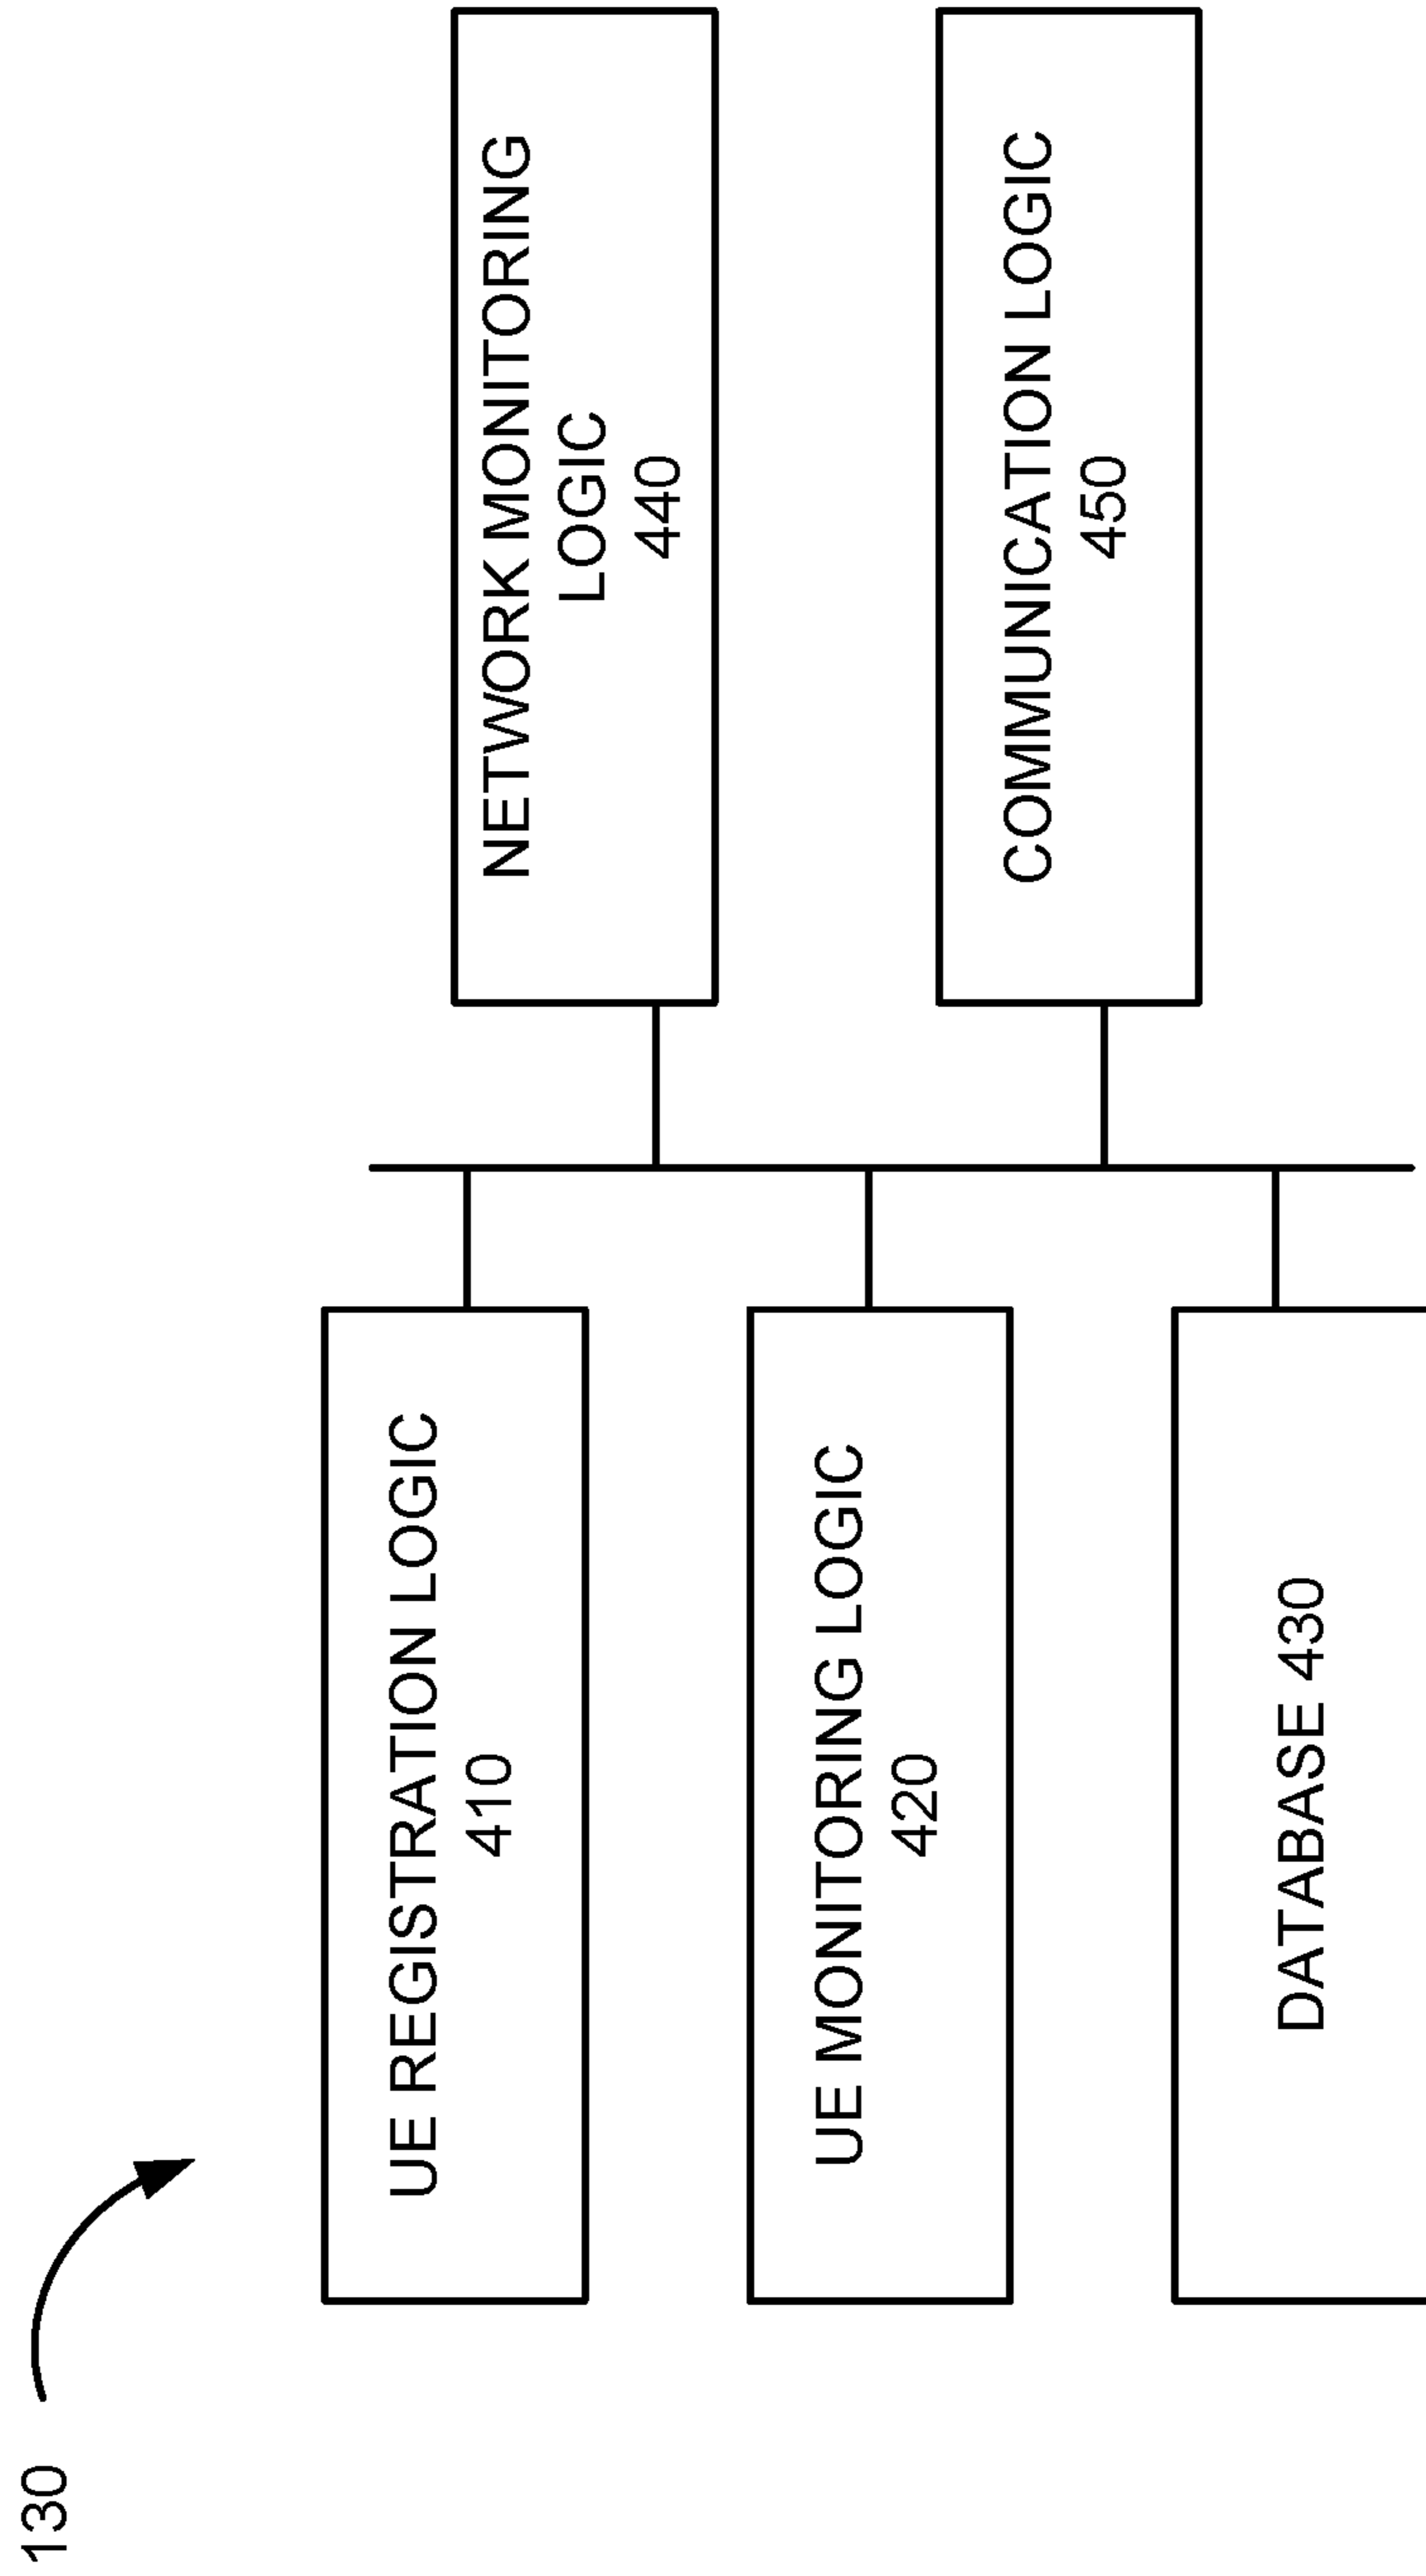 130
UE REGISTRATION LOGIC
410
UE MONITORING LOGIC
420
DATABASE 430
NETWORK MONITORING
LOGIC
440
COMMUNICATION LOGIC
450